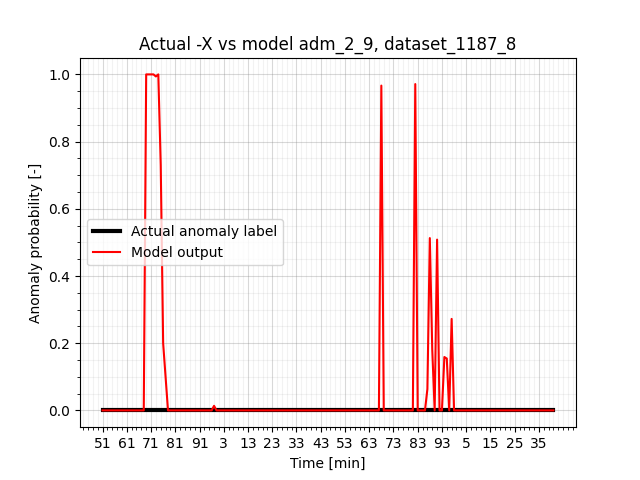 Actual -X vs model adm_2_9, dataset_1187_8
Anomaly probability [-]
1.0
0.8
0.6
0.4
0.2
0.0
Actual anomaly label
Model output
51 61 71 81 91 3 13 23 33 43 53 63 73 83 93 5 15 25 35
Time [min]